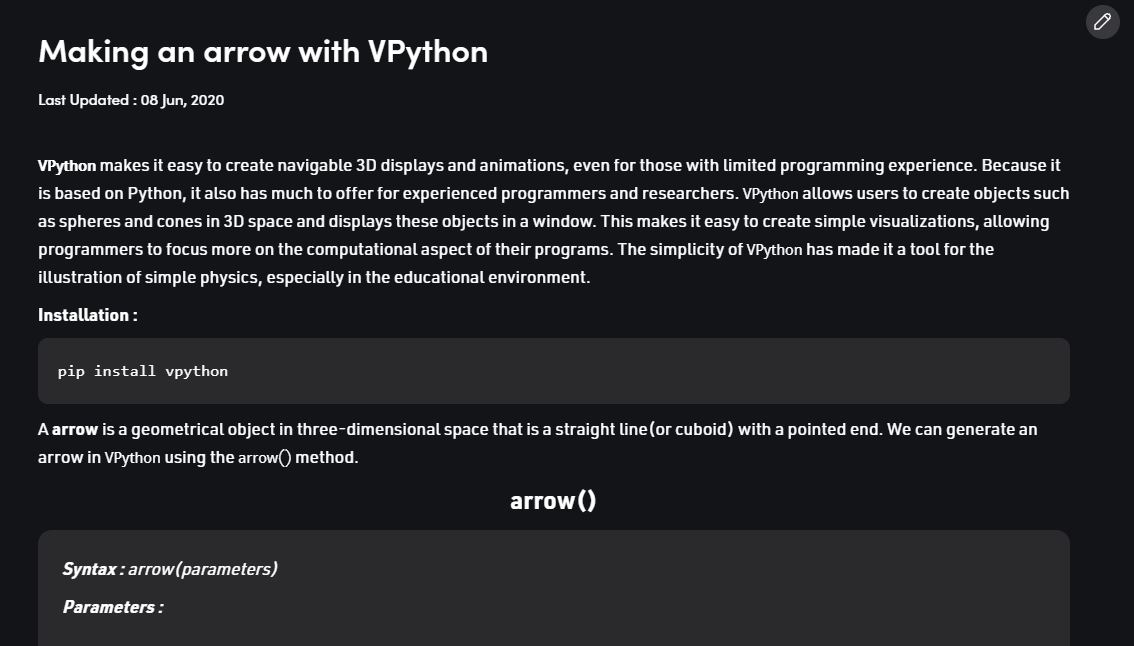 Making an arrow with VPython
Last Updated : 08 Jun, 2020
VPython makes it easy to create navigable 3D displays and animations, even for those with limited programming experience. Because it
is based on Python, it also has much to offer for experienced programmers and researchers. VPython allows users to create objects such
as spheres and cones in 3D space and displays these objects in a window. This makes it easy to create simple visualizations, allowing
programmers to focus more on the computational aspect of their programs. The simplicity of VPython has made it a tool for the
illustration of simple physics, especially in the educational environment.
Installation :
pip install vpython
A arrow is a geometrical object in three-dimensional space that is a straight line(or cuboid) with a pointed end. We can generate an
arrow in VPython using the arrow() method.
arrow()
Syntax : arrow(parameters)
Parameters :